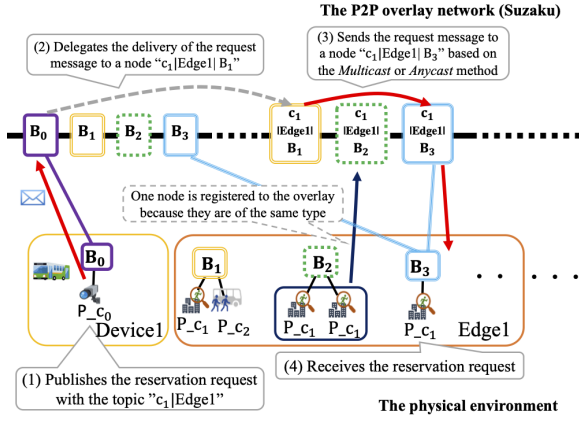 The P2P overlay network (Suzaku)
(2) Delegates the delivery of the request
message to a node “c₁|Edge1| B₁”
(3) Sends the request message to
a node “c₁|Edge1| B₃” based on
the Multicast or Anycast method
B₀
B₁
B₂
B₃
c₁
|Edge1|
B₁
c₁
|Edge1|
B₂
c₁
|Edge1|
B₃
One node is registered to the overlay
because they are of the same type
B₀
P_c₀
Device1
B₁
P_c₁
P_c₂
B₂
P_c₁
P_c₁
B₃
P_c₁
Edge1
(1) Publishes the reservation request
with the topic ”c₁|Edge1”
(4) Receives the reservation request
The physical environment